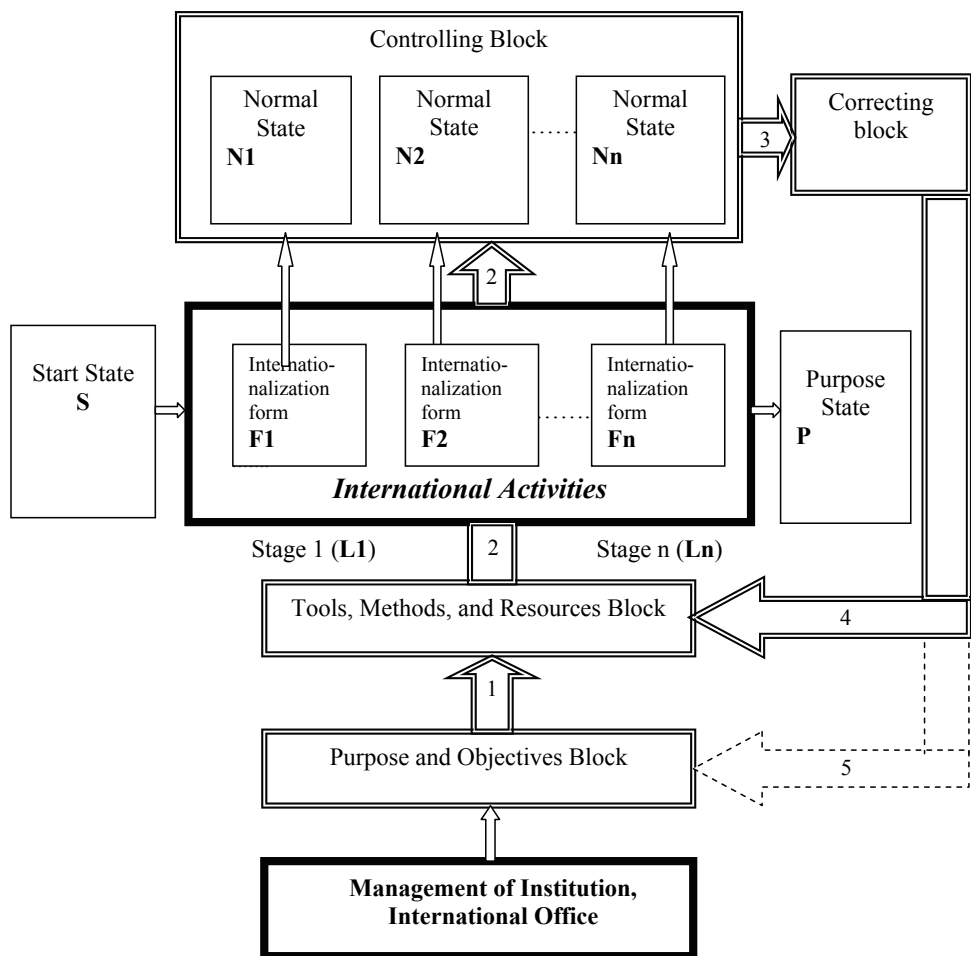 Controlling Block
Normal
State
N1
Normal
State
N2
Normal
State
Nn
3
Correcting
block
2
Start State
S
Internatio-
nalization
form
F1
Internatio-
nalization
form
F2
Internatio-
nalization
form
Fn
International Activities
Purpose
State
P
Stage 1 (L1)
2
Stage n (Ln)
Tools, Methods, and Resources Block
4
1
Purpose and Objectives Block
5
Management of Institution,
International Office